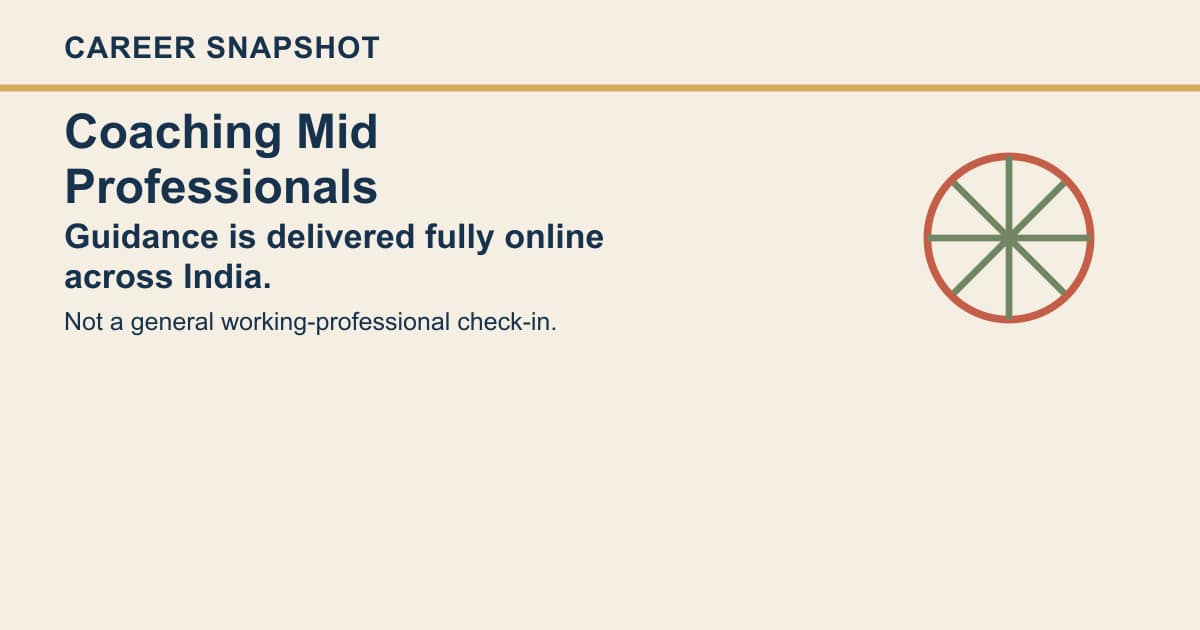 CAREER SNAPSHOT
Coaching Mid
Professionals
Guidance is delivered fully online
across India.
Not a general working-professional check-in.